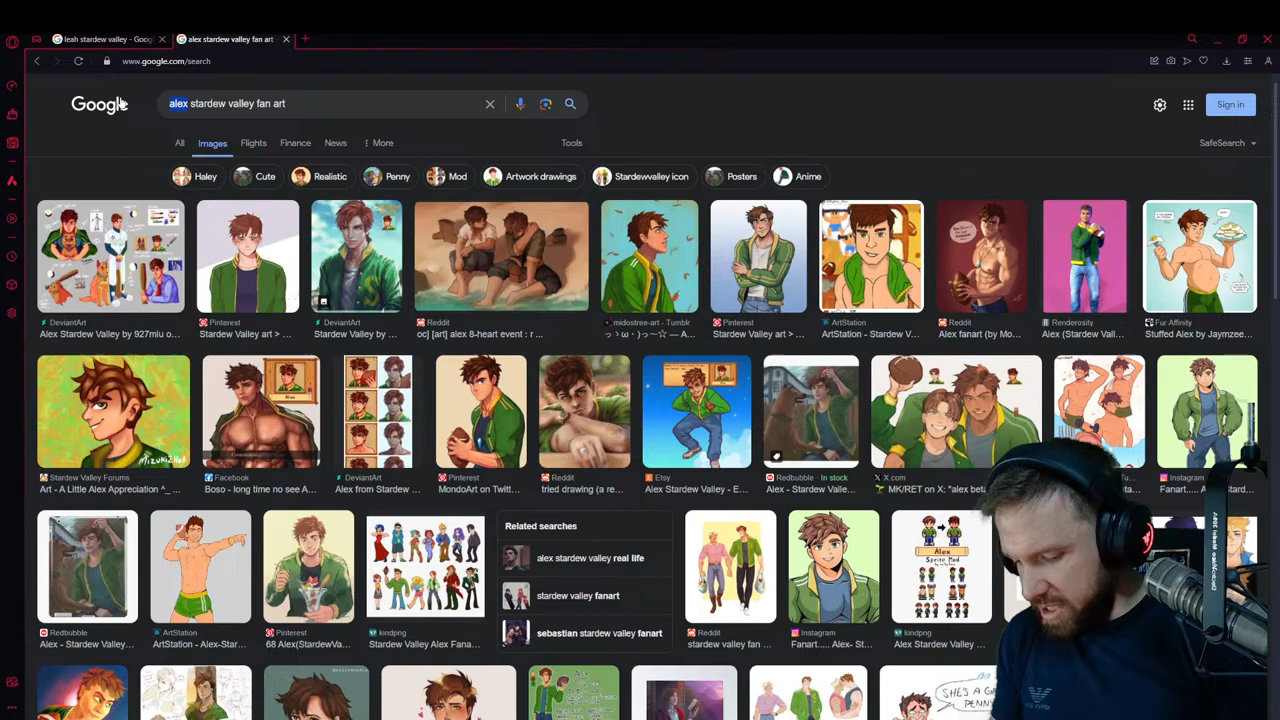 leah stardew valley - Goog
alex stardew valley fan art
www.google.com/search
Google
alex stardew valley fan art
Sign in
All
Images
Flights
Finance
News
More
Tools
SafeSearch
Haley
Cute
Realistic
Penny
Mod
Artwork drawings
Stardewvalley icon
Posters
Anime
DeviantArt
Alex Stardew Valley by 927mlu o...
Pinterest
Stardew Valley art > ...
DeviantArt
Stardew Valley by ...
Reddit
oc] [art] alex 8-heart event : r ...
midostree-art - Tumblr
Pinterest
Stardew Valley art > ...
ArtStation
ArtStation - Stardew V...
Reddit
Alex fanart (by Mo...
Renderosity
Alex (Stardew Val...
Fur Affinity
Stuffed Alex by Jaymzee...
Alex
MIZUKI2401
Stardew Valley Forums
Art - A Little Alex Appreciation ^_ ...
Facebook
Boso - long time no see A...
DeviantArt
Alex from Stardew ...
Pinterest
MondoArt on Twitt...
Reddit
tried drawing (a re...
Etsy
Alex Stardew Valley - E...
Redbubble · In stock
Alex - Stardew Valle...
X.com
MK/RET on X: "alex beta
Instagram
Fanart.....
Redbubble
Alex - Stardew Valley...
ArtStation
ArtStation - Alex-Star...
Pinterest
68 Alex(StardewVa...
kindpng
Stardew Valley Alex Fana...
Related searches
alex stardew valley real life
stardew valley fanart
sebastian stardew valley fanart
Reddit
stardew valley fan ...
Instagram
Fanart..... Alex- St...
Alex
Sprite Mod
kindpng
Alex Stardew Valley ...
SHE'S A G
PENNY